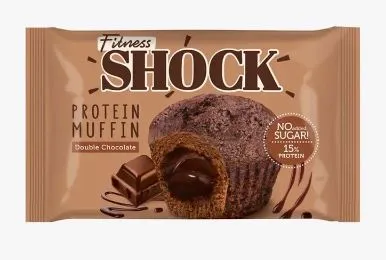 Fitness
SHOCK
PROTEIN
MUFFIN
Double Chocolate
NO added
SUGAR!
15%
PROTEIN